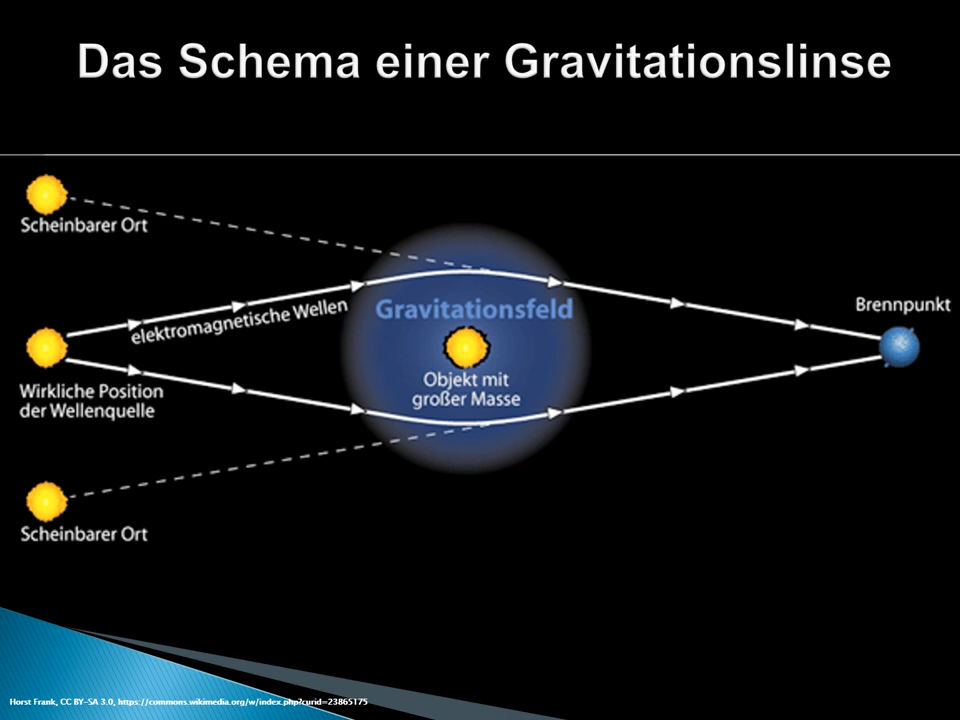 Das Schema einer Gravitationslinse
Scheinbarer Ort
elektromagnetische Wellen
Gravitationsfeld
Brennpunkt
Wirkliche Position
der Wellenquelle
Objekt mit
großer Masse
Scheinbarer Ort
Horst Frank, CC BY-SA 3.0, https://commons.wikimedia.org/w/index.php?curid=23865175